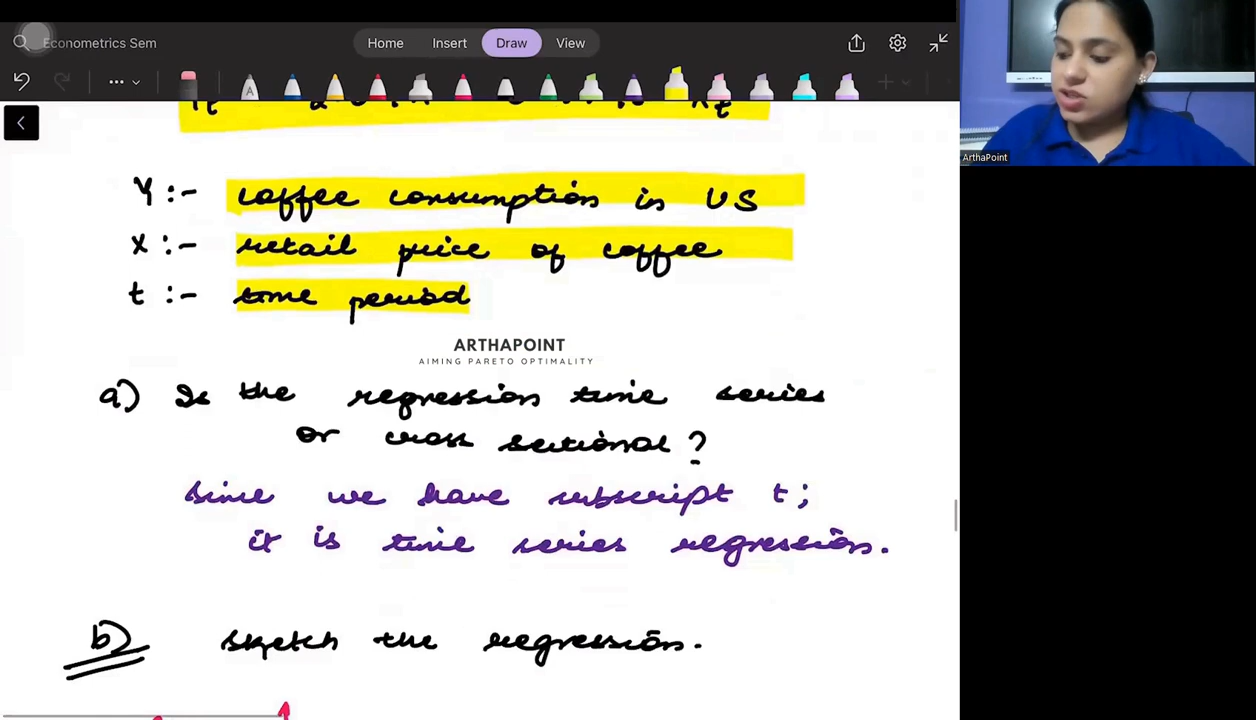 Econometrics Sem
Home Insert Draw View
A
Y :- coffee consumption in US
X :- retail price of coffee
t :- time period
ArthaPoint
ARTHAPOINT
AIMING PARETO OPTIMALITY
a) Is the regression time series
or cross sectional?
since we have subscript t;
it is time series regression.
b) sketch the regression.